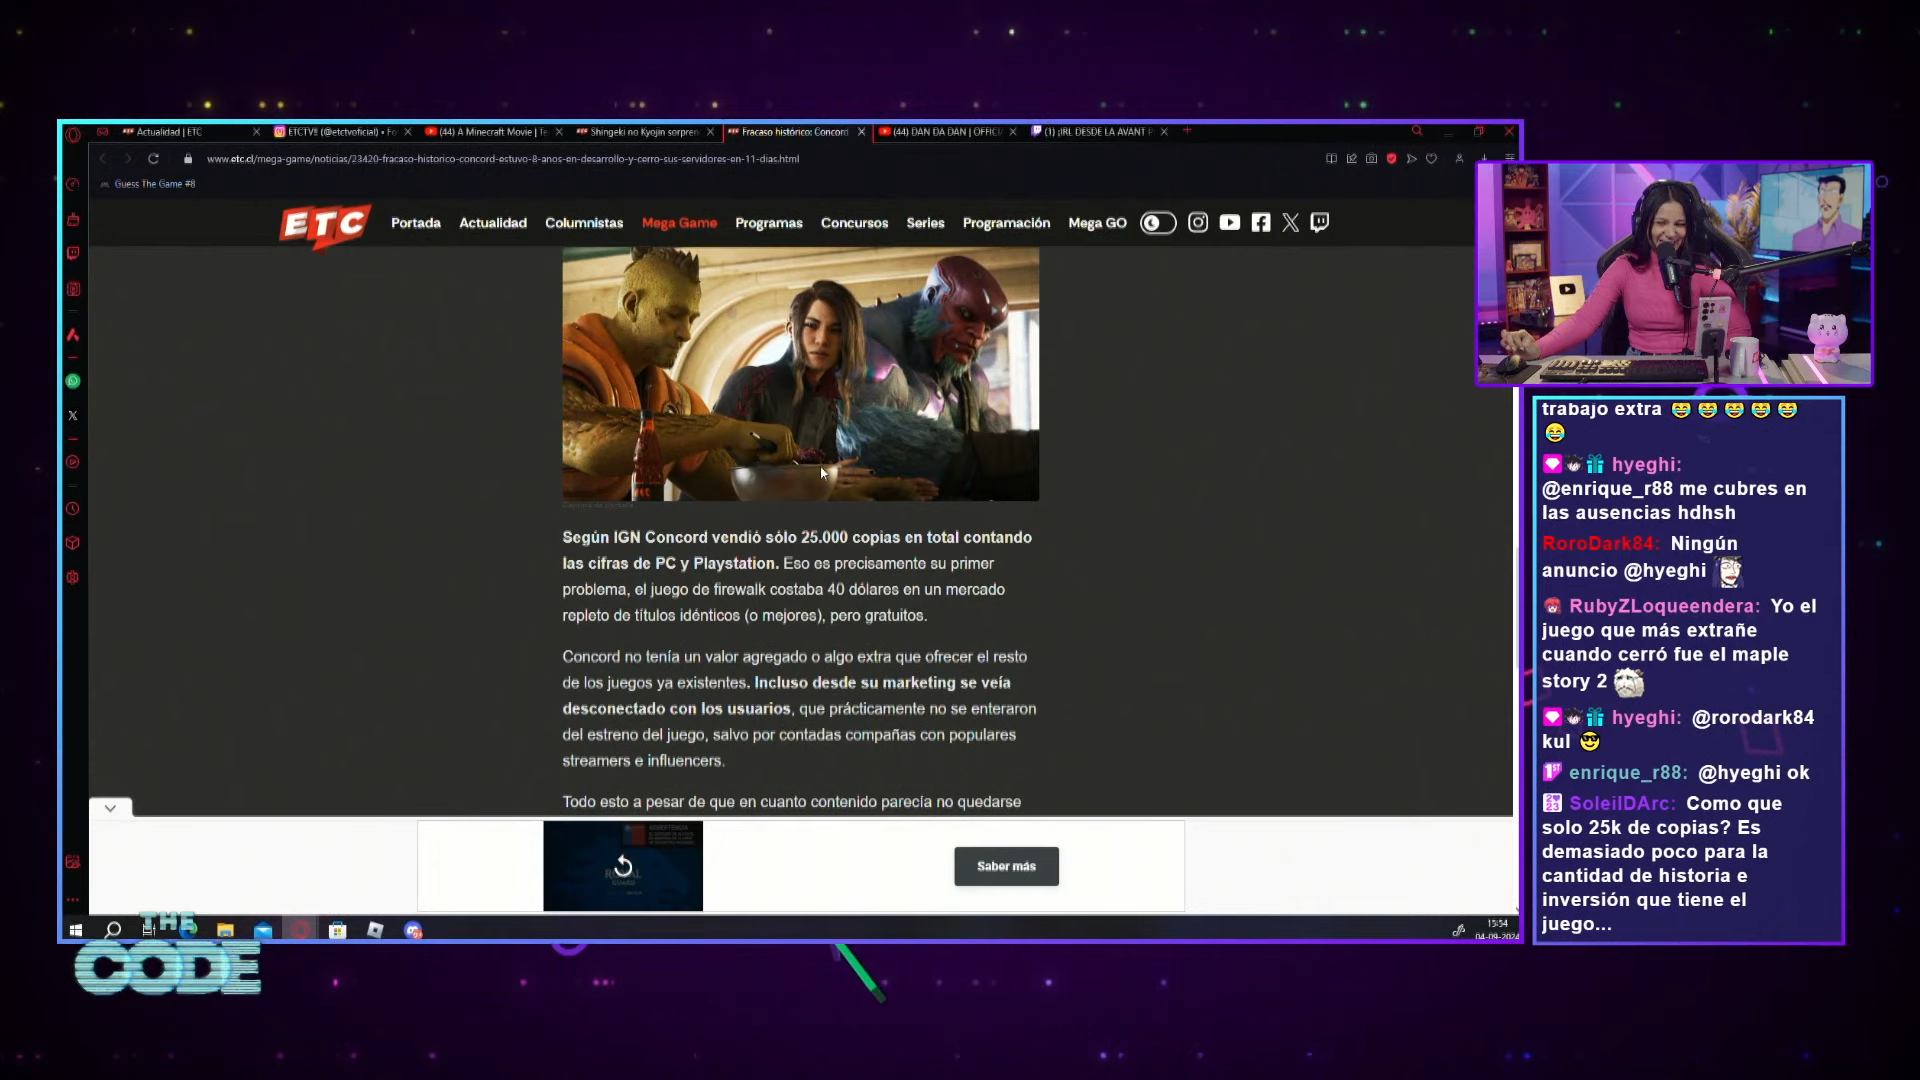 Actualidad | ETC
ETCTV!! (@etctvoficial) • Fo
(44) A Minecraft Movie | Te
Shingeki no Kyojin sorpren
Fracaso histórico: Concord
(44) DAN DA DAN | OFFICI
(1) ¡IRL DESDE LA AVANT P
www.etc.cl/mega-game/noticias/23420-fracaso-historico-concord-estuvo-8-anos-en-desarrollo-y-cerro-sus-servidores-en-11-dias.html
Guess The Game #8
ETC
Portada
Actualidad
Columnistas
Mega Game
Programas
Concursos
Series
Programación
Mega GO
Según IGN Concord vendió sólo 25.000 copias en total contando
las cifras de PC y Playstation. Eso es precisamente su primer
problema, el juego de firewalk costaba 40 dólares en un mercado
repleto de títulos idénticos (o mejores), pero gratuitos.
Concord no tenía un valor agregado o algo extra que ofrecer el resto
de los juegos ya existentes. Incluso desde su marketing se veía
desconectado con los usuarios, que prácticamente no se enteraron
del estreno del juego, salvo por contadas compañas con populares
streamers e influencers.
Todo esto a pesar de que en cuanto contenido parecía no quedarse
Saber más
15:54
04-09-2024
THE
CODE
trabajo extra 😂😂😂😂😂
😂
hyeghi:
@enrique_r88 me cubres en
las ausencias hdhsh
RoroDark84: Ningún
anuncio @hyeghi
RubyZLoqueendera: Yo el
juego que más extrañe
cuando cerró fue el maple
story 2
hyeghi: @rorodark84
kul 😎
1ST enrique_r88: @hyeghi ok
SoleilDArc: Como que
solo 25k de copias? Es
demasiado poco para la
cantidad de historia e
inversión que tiene el
juego...